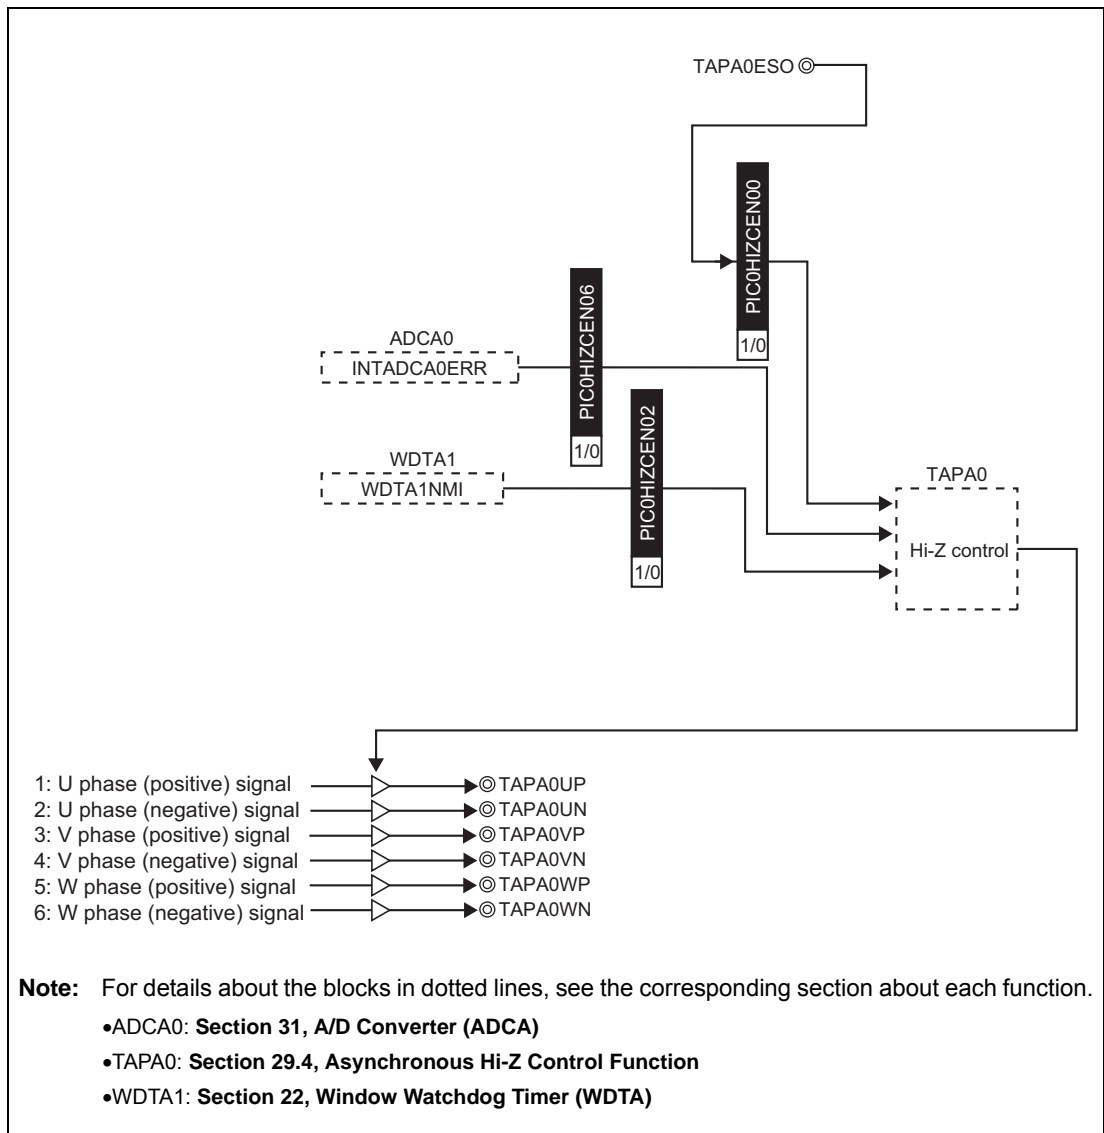 TAPA0ESO
PIC0HIZCEN00
1/0
PIC0HIZCEN06
1/0
ADCA0
INTADCA0ERR
PIC0HIZCEN02
1/0
WDTA1
WDTA1NMI
TAPA0
Hi-Z control
1: U phase (positive) signal TAPA0UP
2: U phase (negative) signal TAPA0UN
3: V phase (positive) signal TAPA0VP
4: V phase (negative) signal TAPA0VN
5: W phase (positive) signal TAPA0WP
6: W phase (negative) signal TAPA0WN
Note: For details about the blocks in dotted lines, see the corresponding section about each function.
•ADCA0: Section 31, A/D Converter (ADCA)
•TAPA0: Section 29.4, Asynchronous Hi-Z Control Function
•WDTA1: Section 22, Window Watchdog Timer (WDTA)